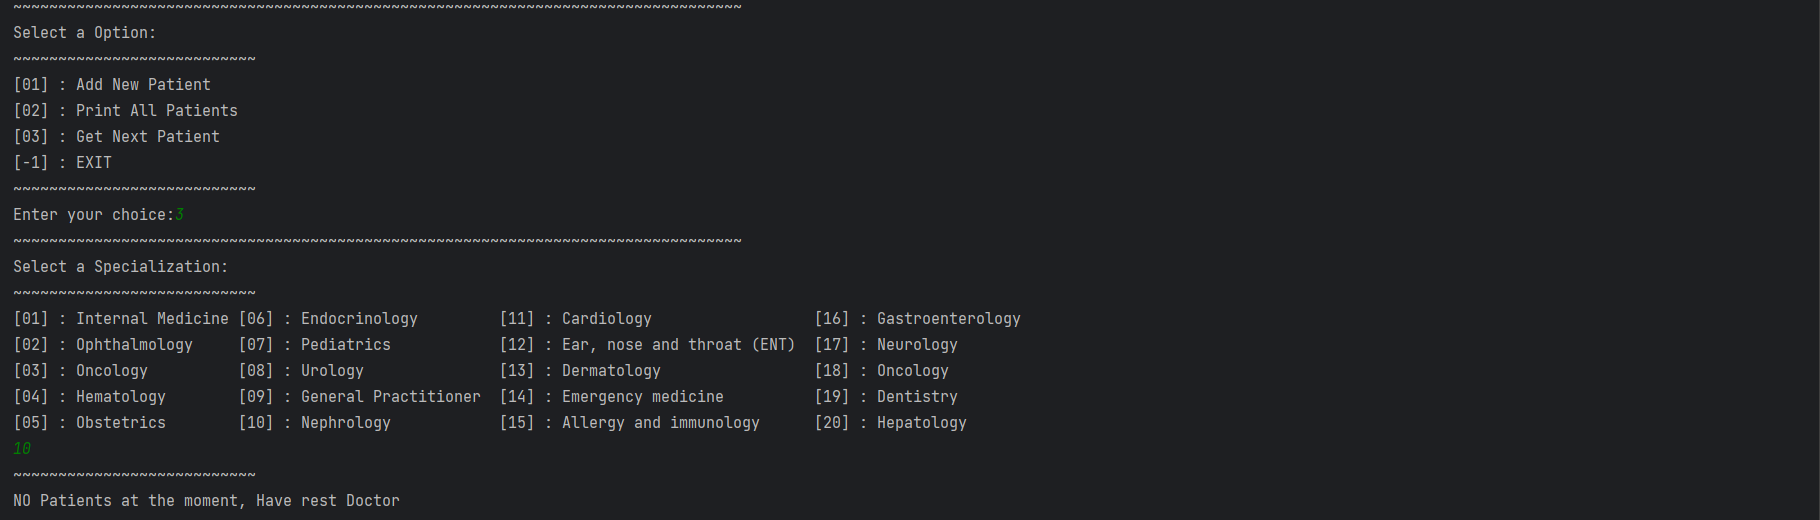 ~~~~~~~~~~~~~~~~~~~~~~~~~~~~~~~~~~~~~~~~~~~~~~~~~~~~~~~~~~~~~~~~~~~~~~~~~~~~~~~~~
Select a Option:
~~~~~~~~~~~~~~~~~~~~~~~~~~~
[01] : Add New Patient
[02] : Print All Patients
[03] : Get Next Patient
[-1] : EXIT
~~~~~~~~~~~~~~~~~~~~~~~~~~~
Enter your choice:3
~~~~~~~~~~~~~~~~~~~~~~~~~~~~~~~~~~~~~~~~~~~~~~~~~~~~~~~~~~~~~~~~~~~~~~~~~~~~~~~~~
Select a Specialization:
~~~~~~~~~~~~~~~~~~~~~~~~~~~
[01] : Internal Medicine [06] : Endocrinology         [11] : Cardiology                  [16] : Gastroenterology
[02] : Ophthalmology     [07] : Pediatrics            [12] : Ear, nose and throat (ENT)  [17] : Neurology
[03] : Oncology          [08] : Urology               [13] : Dermatology                 [18] : Oncology
[04] : Hematology        [09] : General Practitioner  [14] : Emergency medicine          [19] : Dentistry
[05] : Obstetrics        [10] : Nephrology            [15] : Allergy and immunology      [20] : Hepatology
10
~~~~~~~~~~~~~~~~~~~~~~~~~~~
NO Patients at the moment, Have rest Doctor